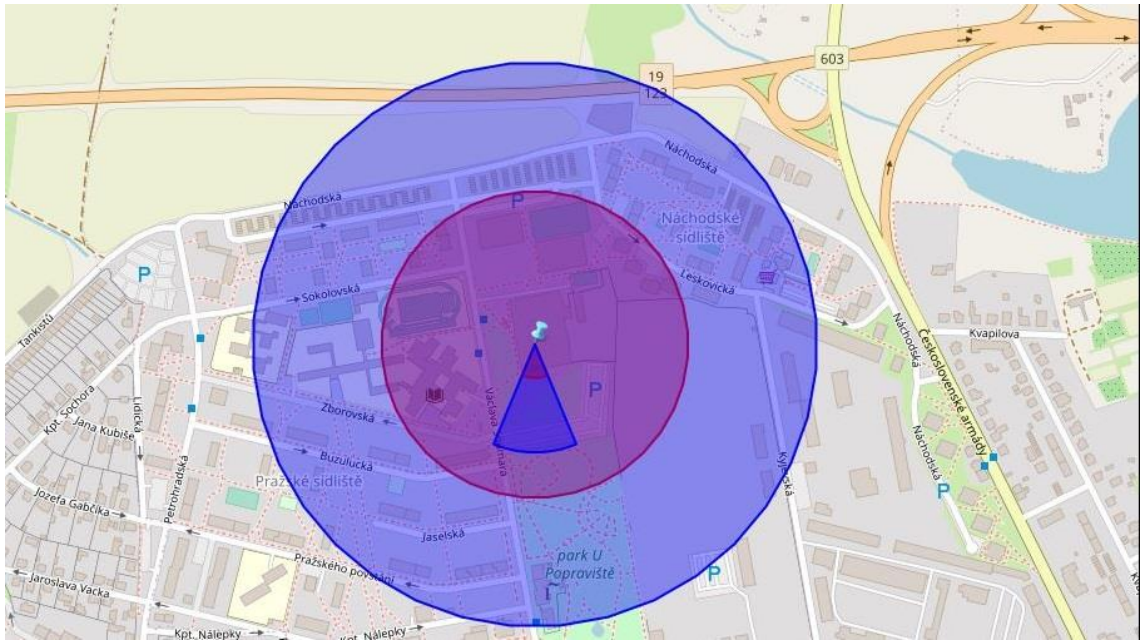 603
19
123
Náchodská
Náchodské
sídliště
Náchodská
P
P
Leskovická
Sokolovská
Tankistů
Kvapilova
Náchodská
Československé armády
P
Václava
Zborovská
Lidická
Kpt. Sochora
Jana Kubiše
Buzulucká
Pražské sídliště
Petrohradská
Kyjevská
Náchodská
P
Jozefa Gabčíka
Jaselská
Pražského povstání
park U
Popraviště
P
Jaroslava Vacka
Kpt. Nálepky
Kpt. Nálepky